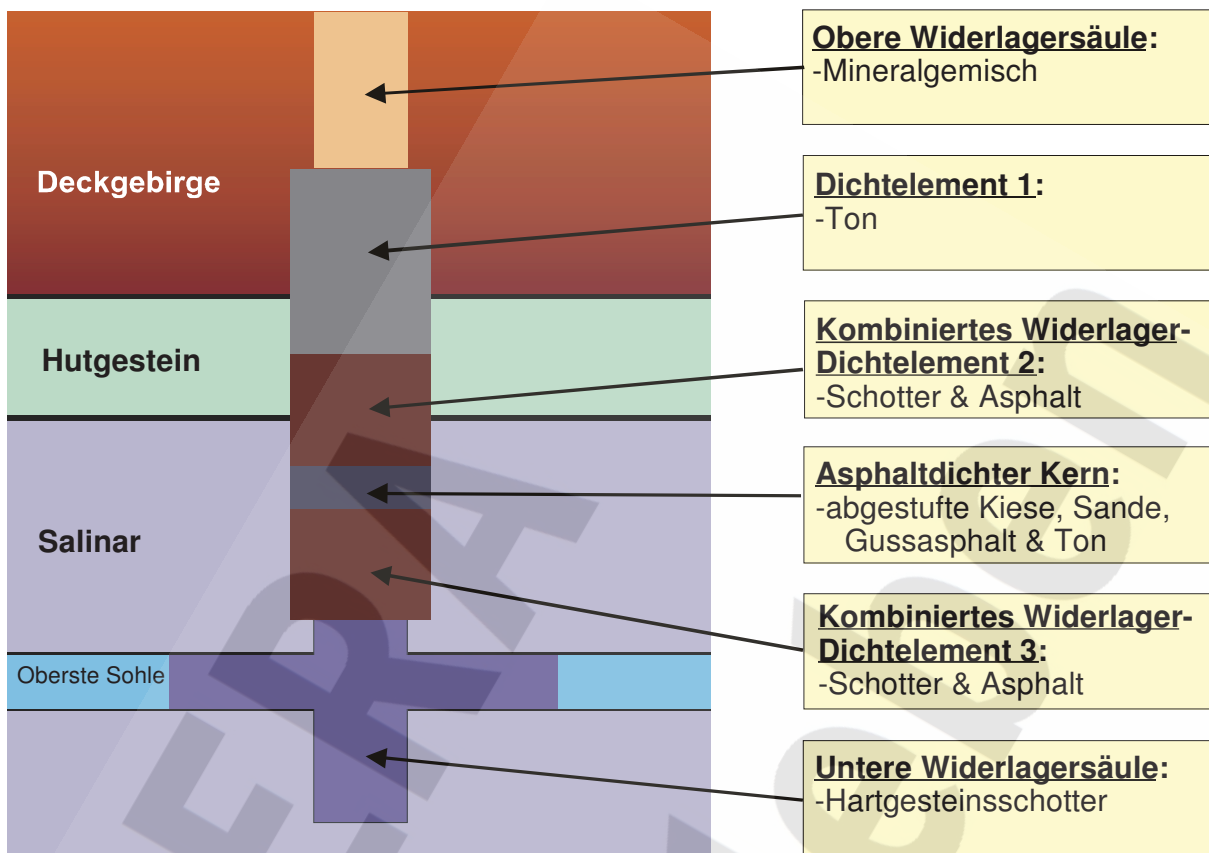 Obere Widerlagersäule:
-Mineralgemisch
Deckgebirge
Dichtelement 1:
-Ton
Hutgestein
Kombiniertes Widerlager-
Dichtelement 2:
-Schotter & Asphalt
Salinar
Asphaltdichter Kern:
-abgestufte Kiese, Sande,
Gussasphalt & Ton
Oberste Sohle
Kombiniertes Widerlager-
Dichtelement 3:
-Schotter & Asphalt
Untere Widerlagersäule:
-Hartgesteinsschotter